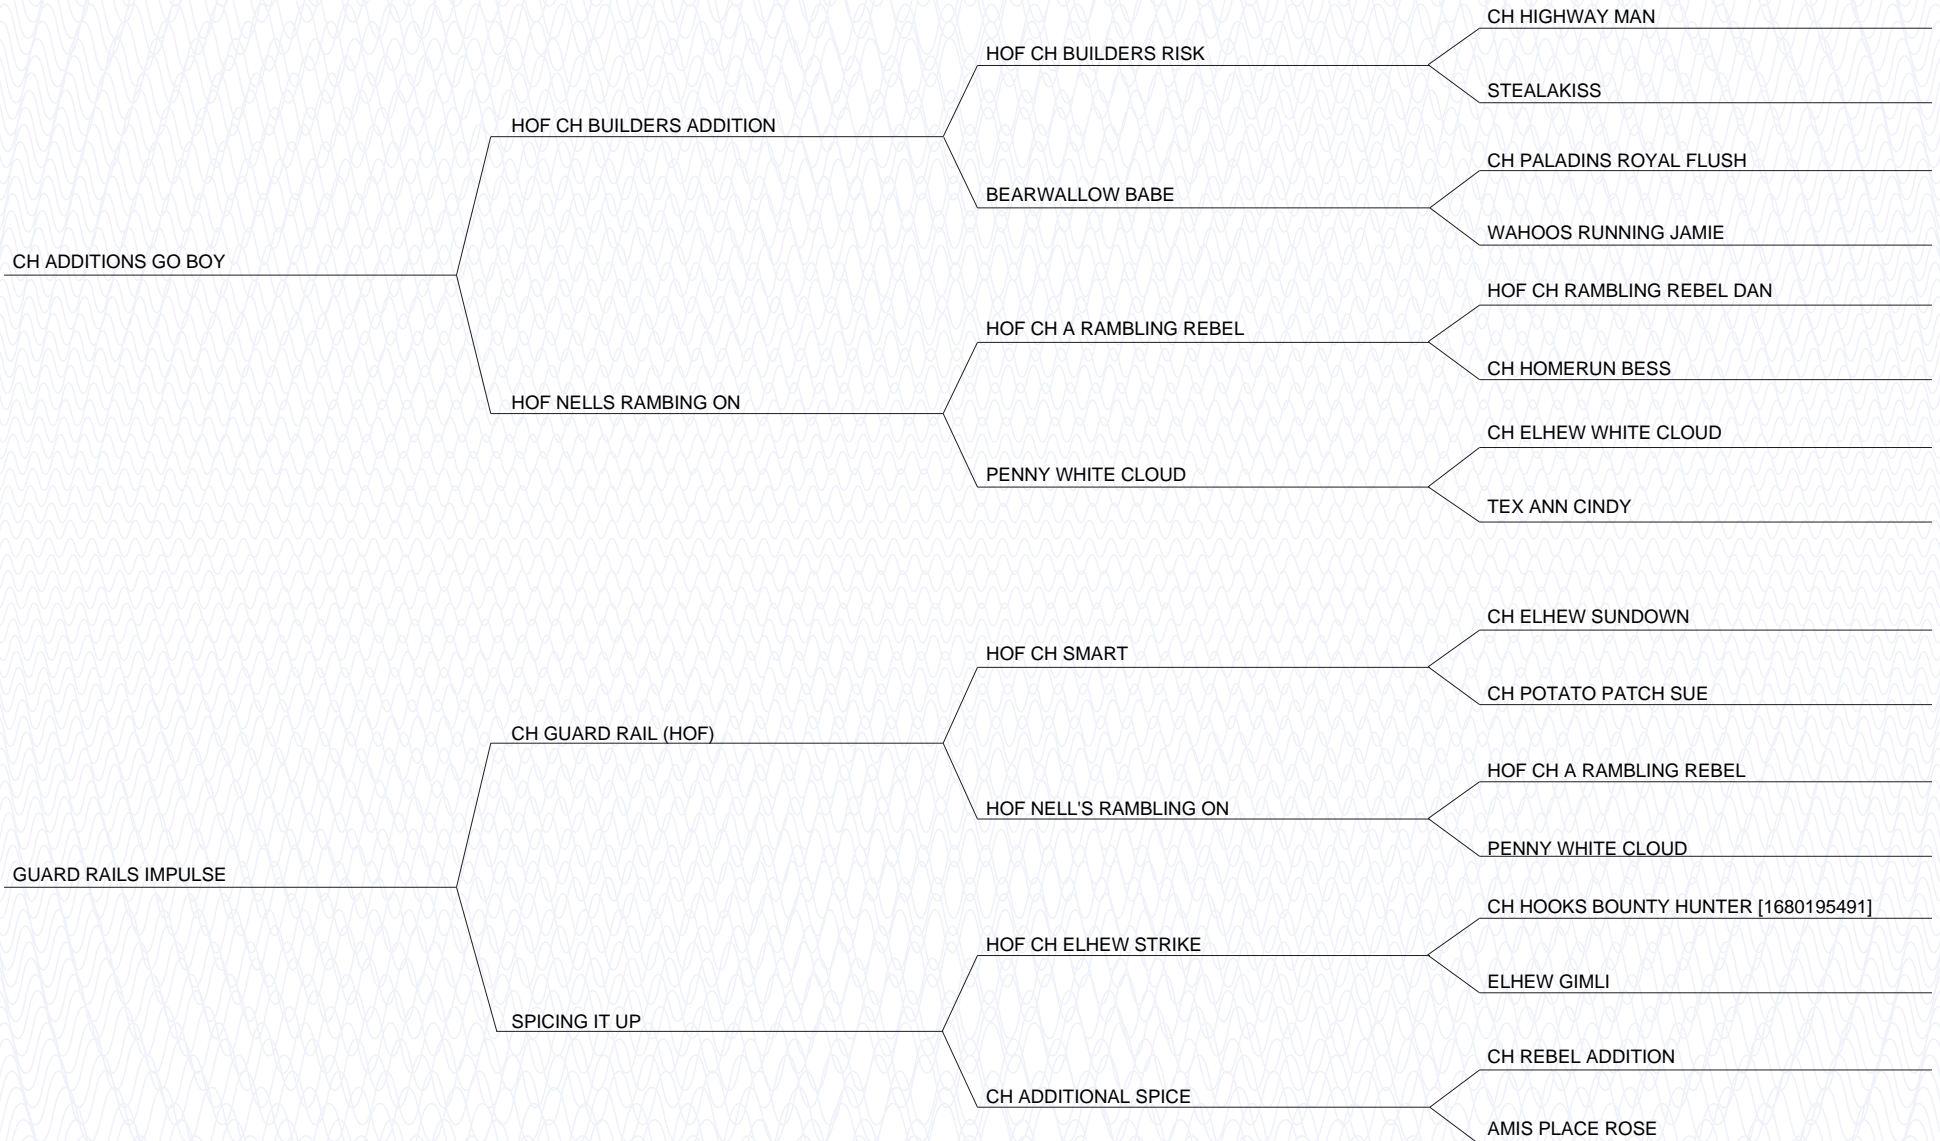 CH HIGHWAY MAN
HOF CH BUILDERS RISK
STEALAKISS
HOF CH BUILDERS ADDITION
CH PALADINS ROYAL FLUSH
BEARWALLOW BABE
WAHOOS RUNNING JAMIE
CH ADDITIONS GO BOY
HOF CH RAMBLING REBEL DAN
HOF CH A RAMBLING REBEL
CH HOMERUN BESS
HOF NELLS RAMBING ON
CH ELHEW WHITE CLOUD
PENNY WHITE CLOUD
TEX ANN CINDY
CH ELHEW SUNDOWN
HOF CH SMART
CH POTATO PATCH SUE
CH GUARD RAIL (HOF)
HOF CH A RAMBLING REBEL
HOF NELL'S RAMBLING ON
PENNY WHITE CLOUD
GUARD RAILS IMPULSE
CH HOOKS BOUNTY HUNTER [1680195491]
HOF CH ELHEW STRIKE
ELHEW GIMLI
SPICING IT UP
CH REBEL ADDITION
CH ADDITIONAL SPICE
AMIS PLACE ROSE